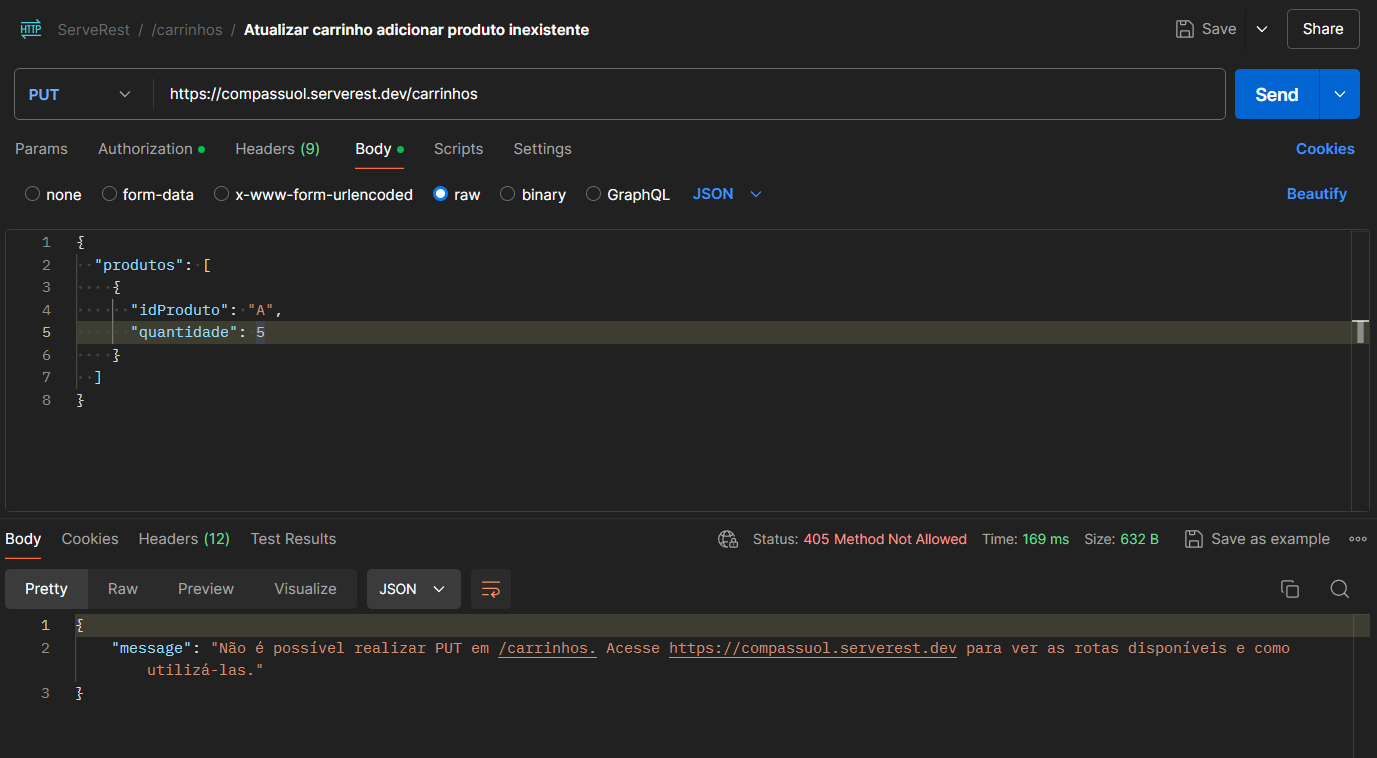 HTTP ServeRest / /carrinhos / Atualizar carrinho adicionar produto inexistente Save Share
PUT https://compassuol.serverest.dev/carrinhos Send
Params Authorization Headers (9) Body Scripts Settings Cookies
none form-data x-www-form-urlencoded raw binary GraphQL JSON Beautify
1 {
2 "produtos": [
3 {
4 "idProduto": "A",
5 "quantidade": 5
6 }
7 ]
8 }
Body Cookies Headers (12) Test Results Status: 405 Method Not Allowed Time: 169 ms Size: 632 B Save as example
Pretty Raw Preview Visualize JSON
1 {
2 "message": "Não é possível realizar PUT em /carrinhos. Acesse https://compassuol.serverest.dev para ver as rotas disponíveis e como
utilizá-las."
3 }